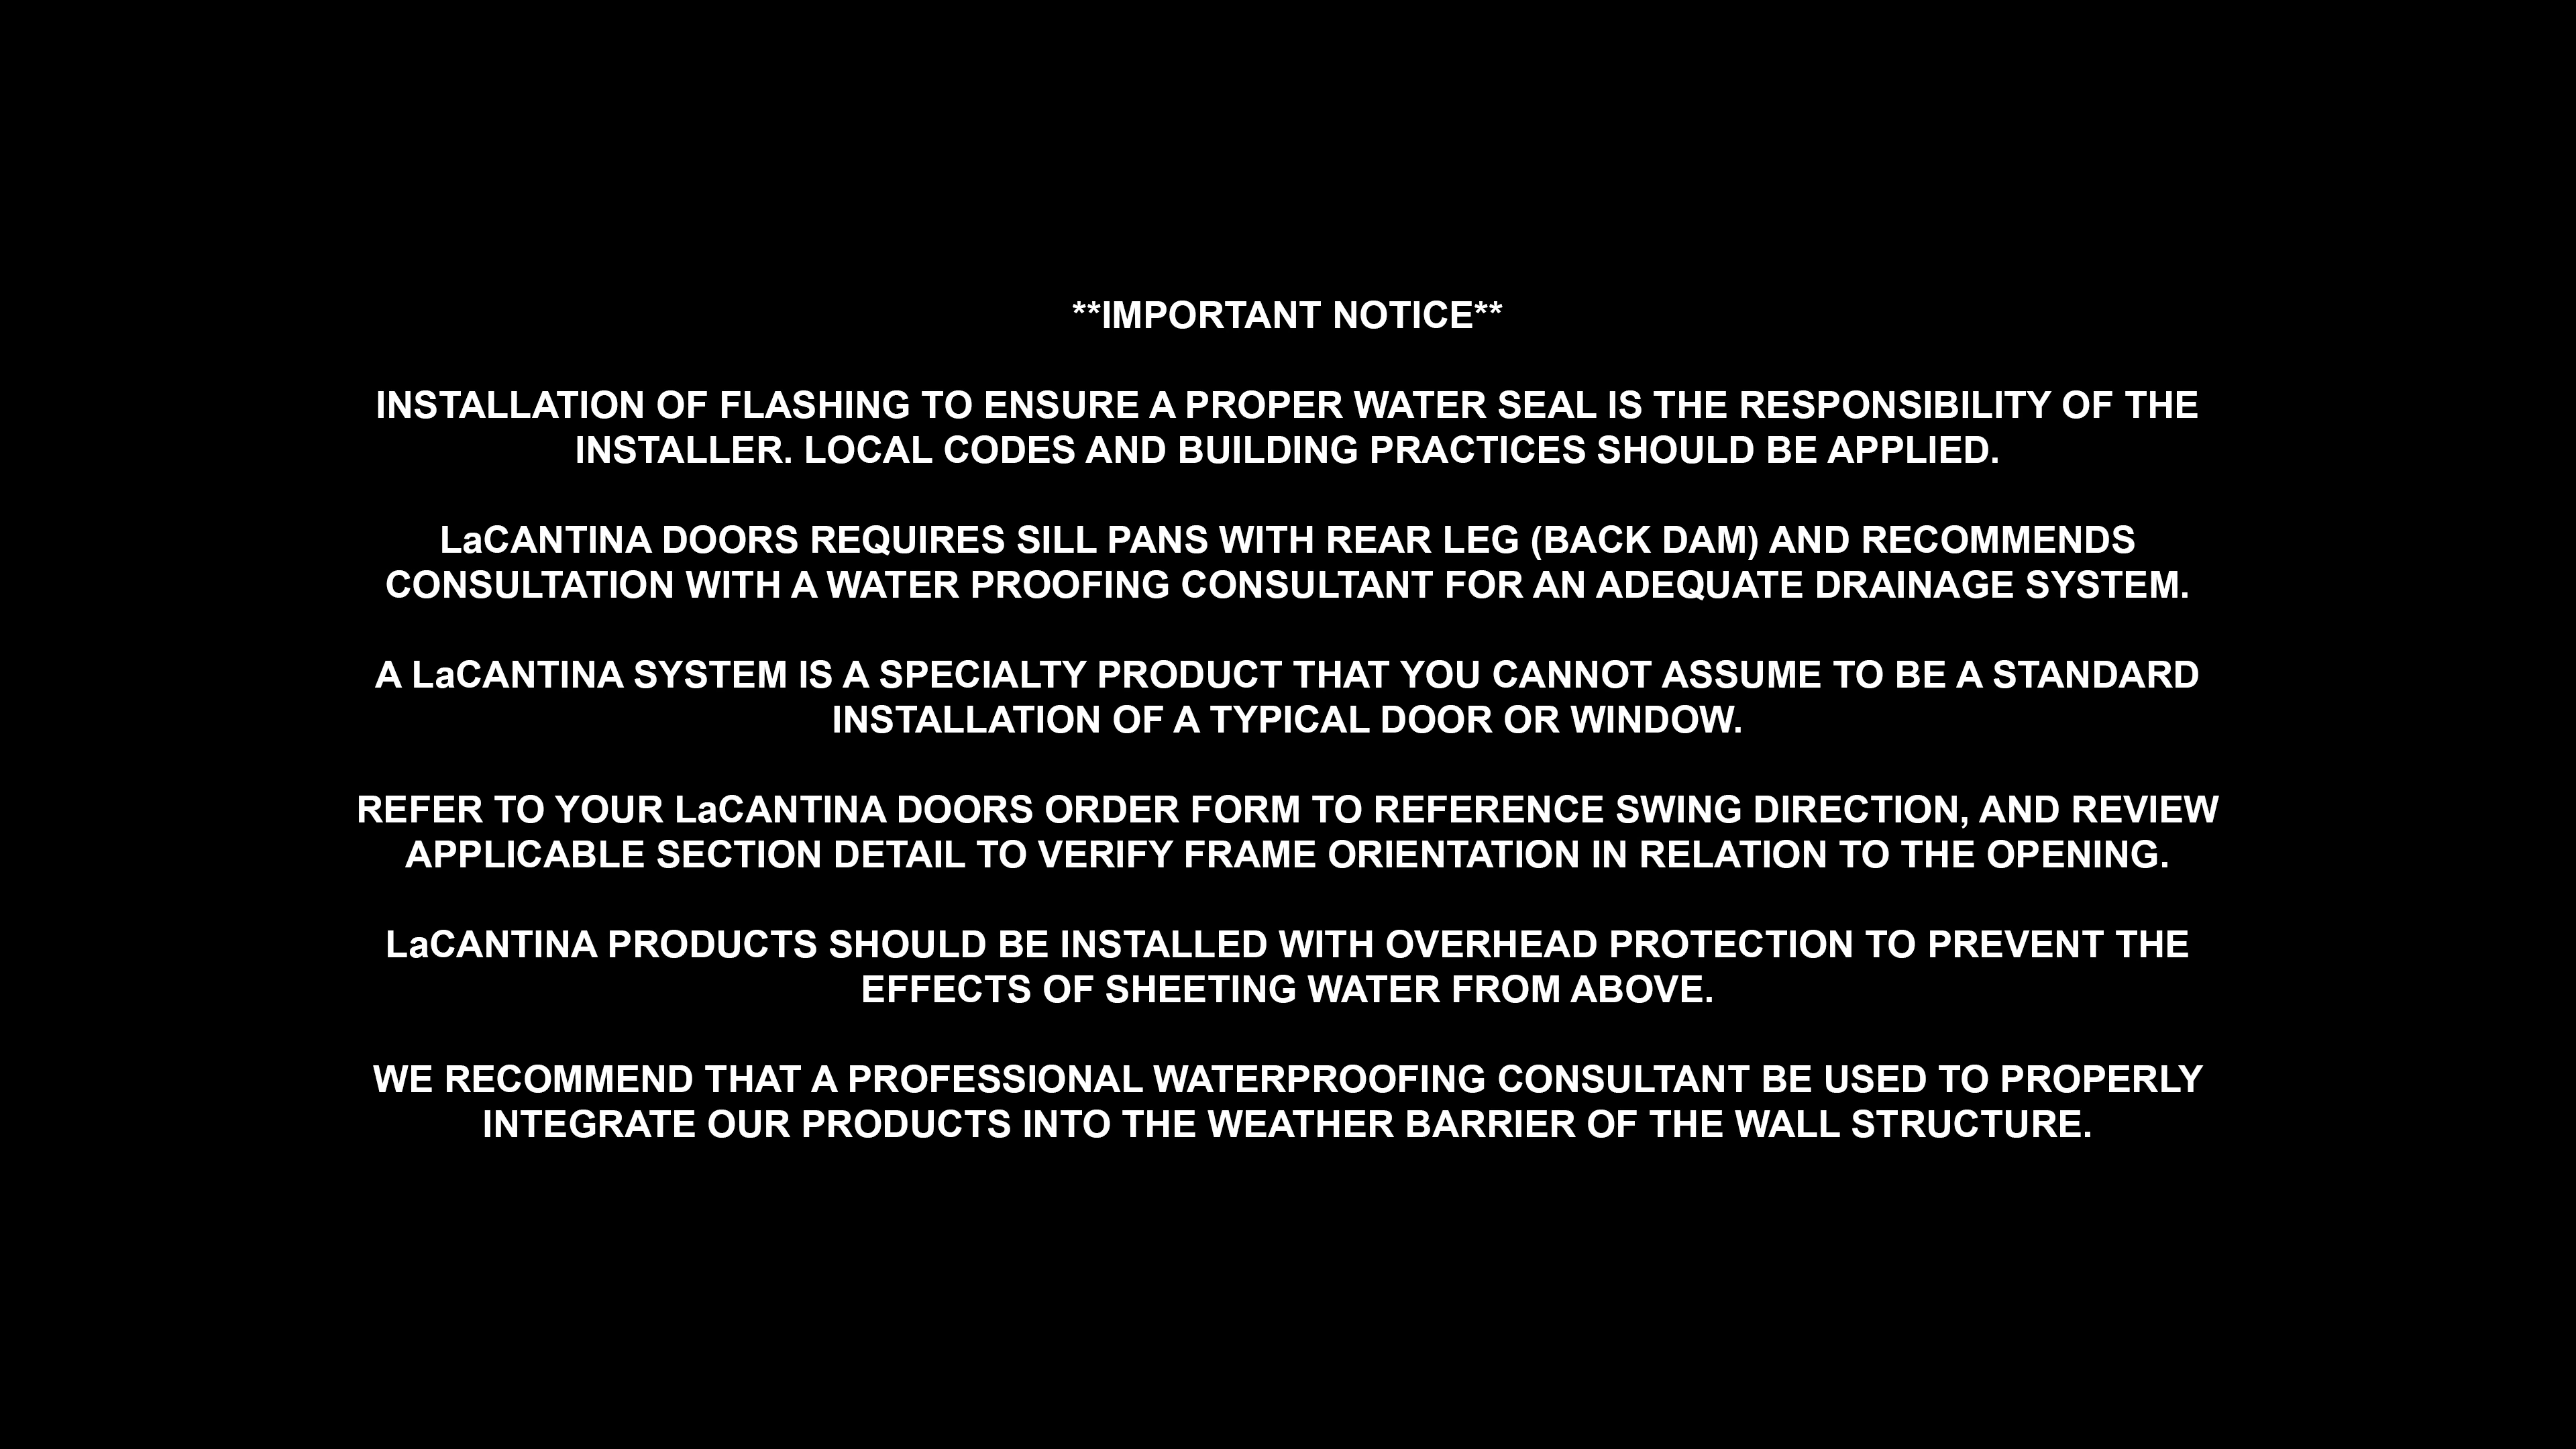 **IMPORTANT NOTICE**
INSTALLATION OF FLASHING TO ENSURE A PROPER WATER SEAL IS THE RESPONSIBILITY OF THE
INSTALLER. LOCAL CODES AND BUILDING PRACTICES SHOULD BE APPLIED.
LaCANTINA DOORS REQUIRES SILL PANS WITH REAR LEG (BACK DAM) AND RECOMMENDS
CONSULTATION WITH A WATER PROOFING CONSULTANT FOR AN ADEQUATE DRAINAGE SYSTEM.
A LaCANTINA SYSTEM IS A SPECIALTY PRODUCT THAT YOU CANNOT ASSUME TO BE A STANDARD
INSTALLATION OF A TYPICAL DOOR OR WINDOW.
REFER TO YOUR LaCANTINA DOORS ORDER FORM TO REFERENCE SWING DIRECTION, AND REVIEW
APPLICABLE SECTION DETAIL TO VERIFY FRAME ORIENTATION IN RELATION TO THE OPENING.
LaCANTINA PRODUCTS SHOULD BE INSTALLED WITH OVERHEAD PROTECTION TO PREVENT THE
EFFECTS OF SHEETING WATER FROM ABOVE.
WE RECOMMEND THAT A PROFESSIONAL WATERPROOFING CONSULTANT BE USED TO PROPERLY
INTEGRATE OUR PRODUCTS INTO THE WEATHER BARRIER OF THE WALL STRUCTURE.